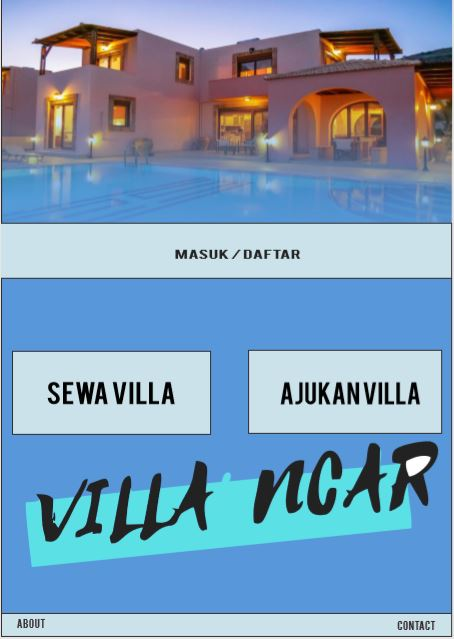 MASUK / DAFTAR
SEWA VILLA
AJUKAN VILLA
VILLA' NCAR
ABOUT
CONTACT